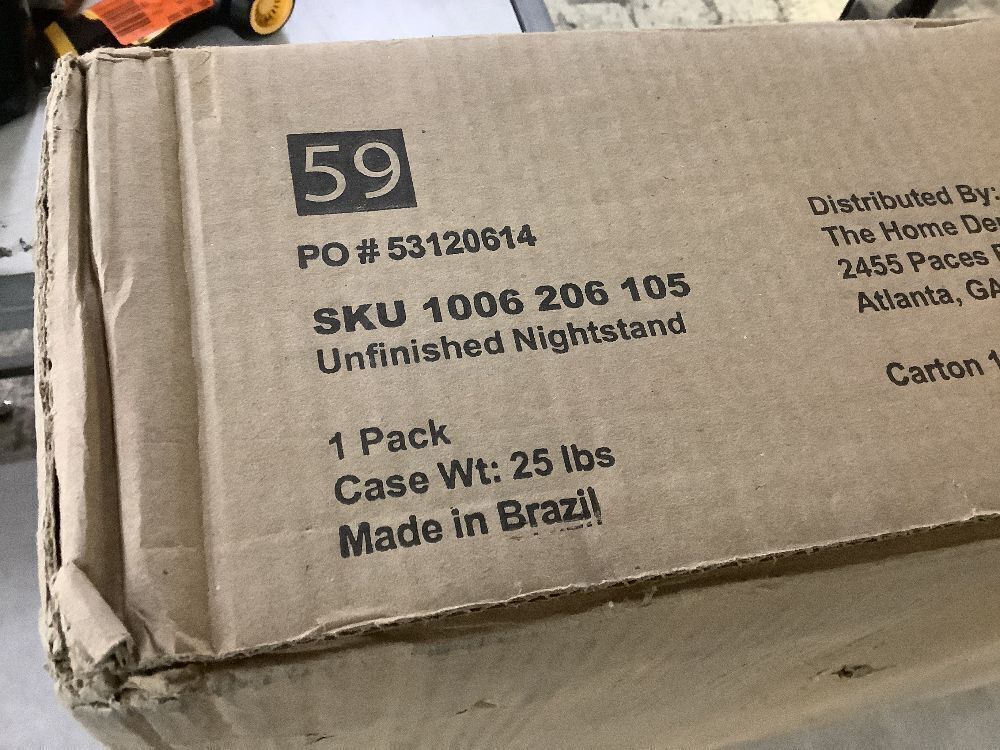 59
PO # 53120614
SKU 1006 206 105
Unfinished Nightstand
1 Pack
Case Wt: 25 lbs
Made in Brazil
Distributed By:
The Home
2455 Paces
Atlanta, GA
Carton